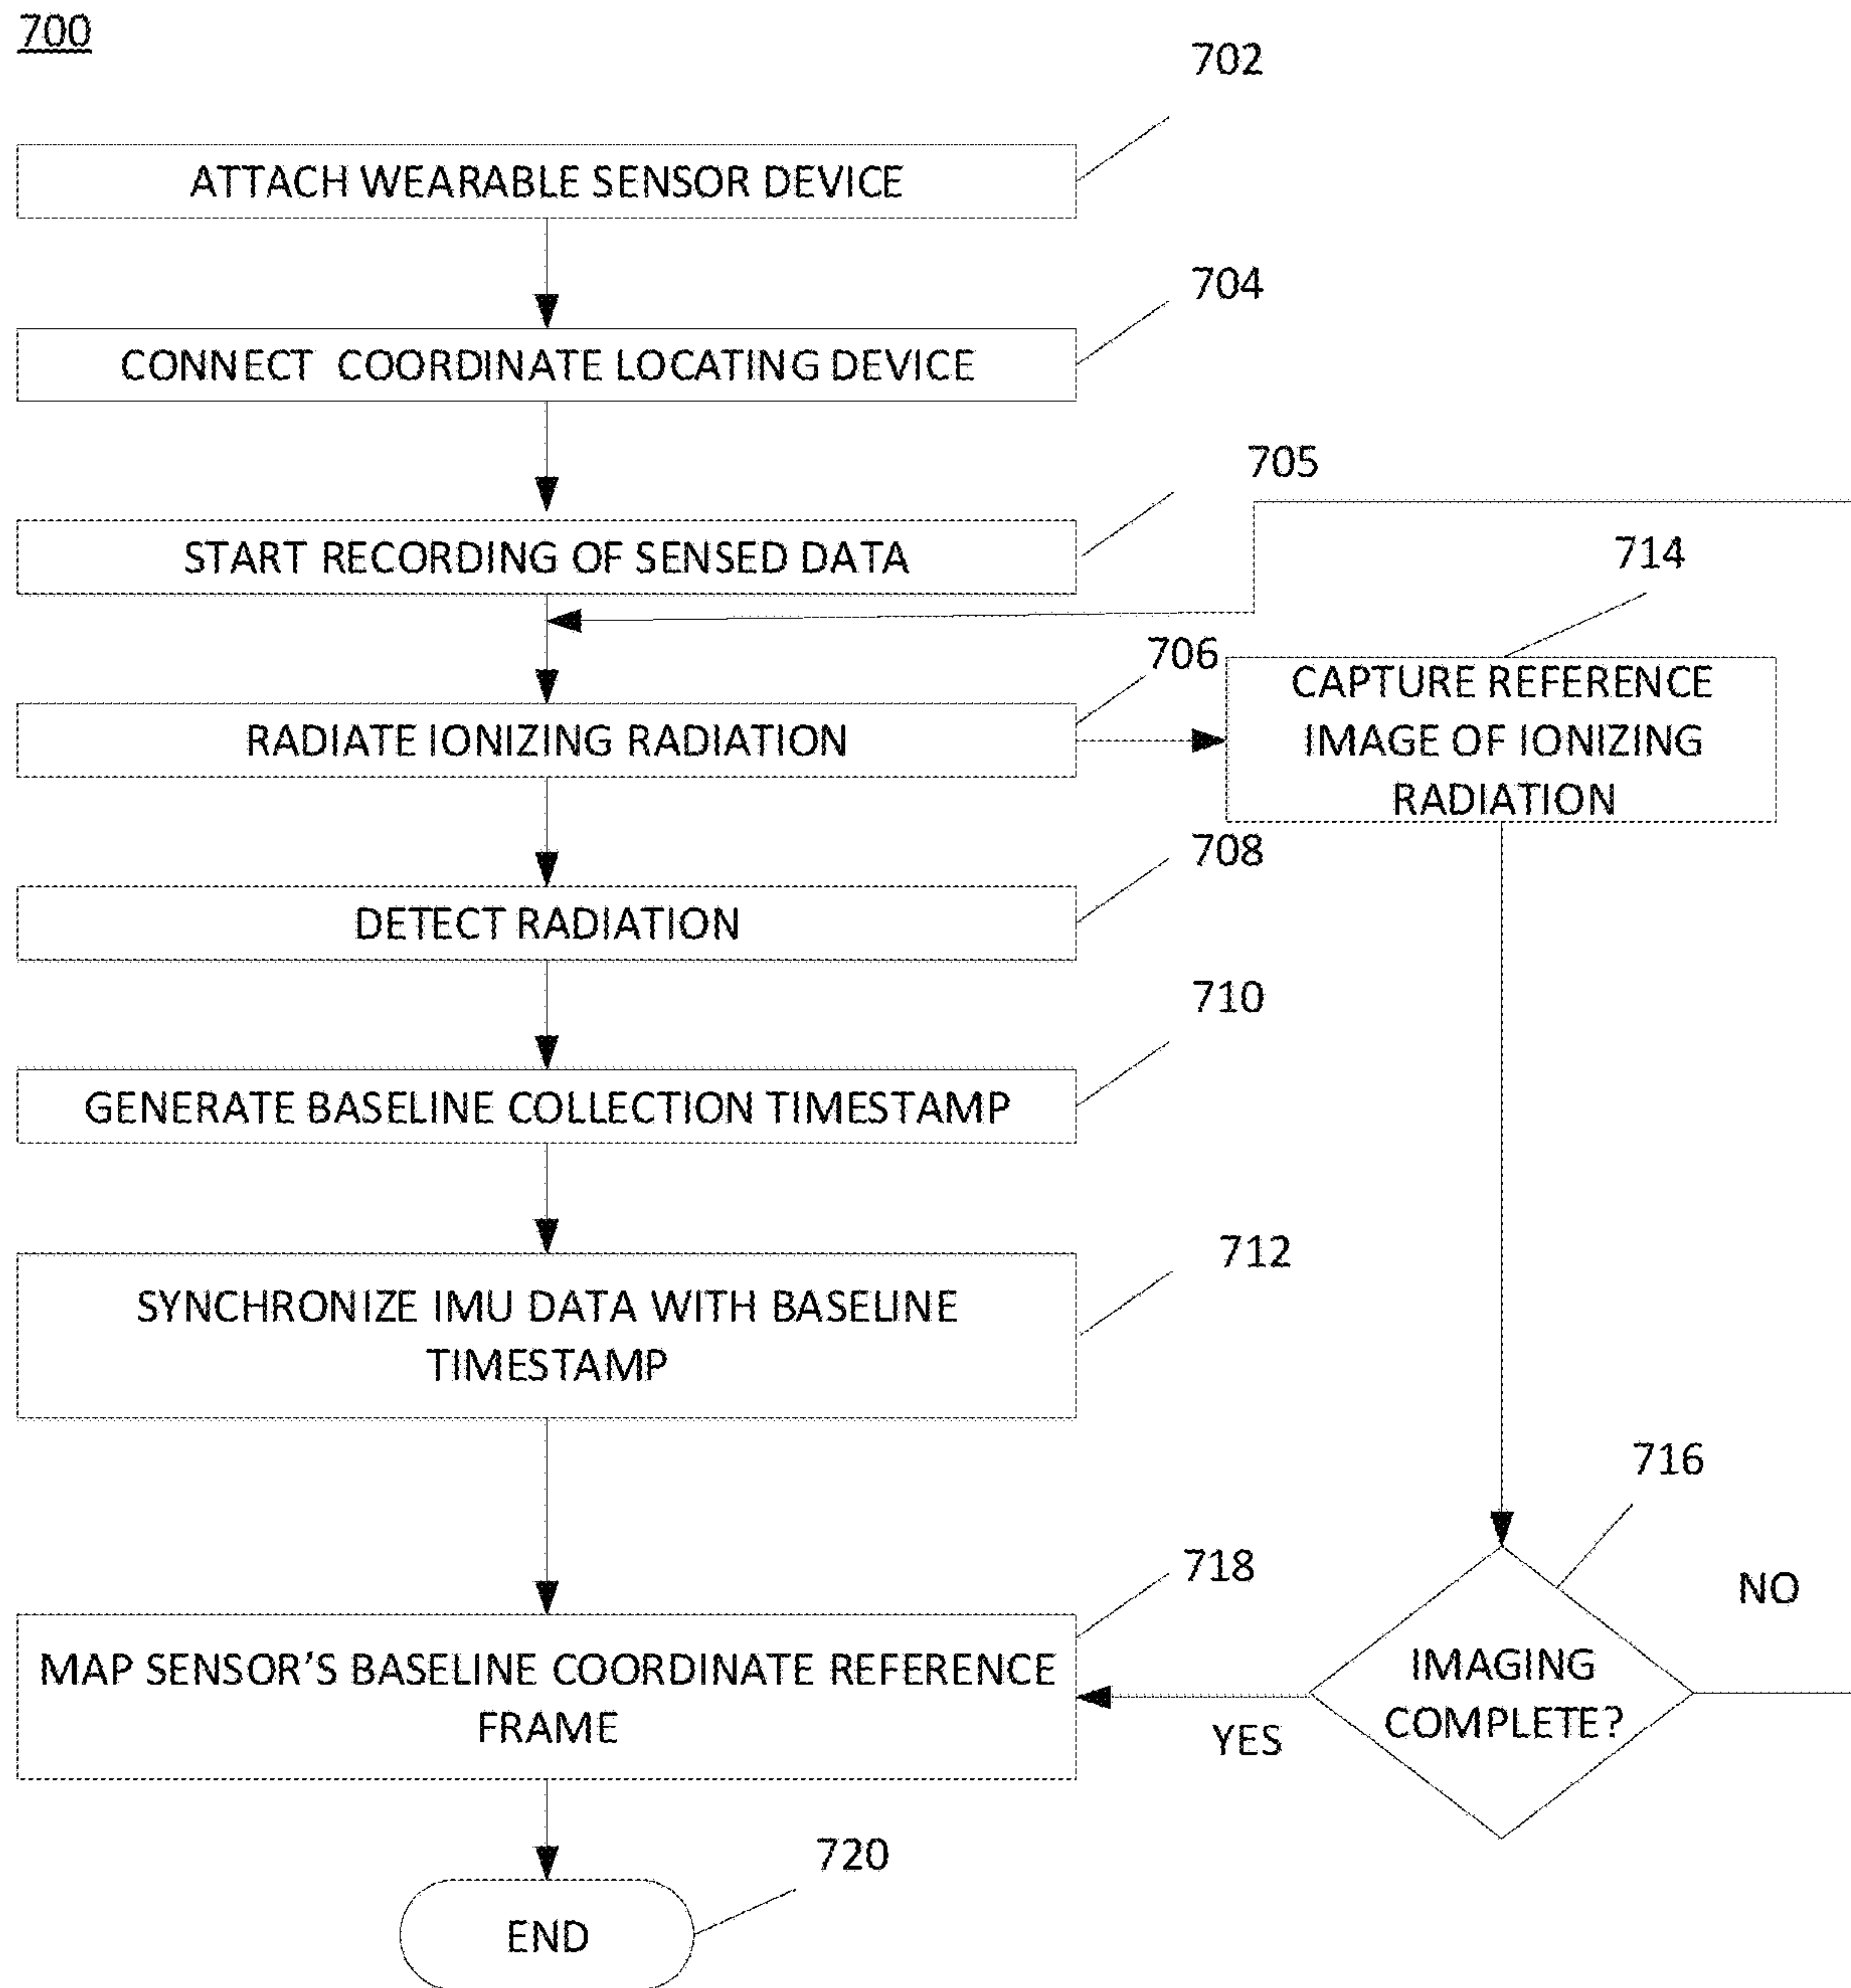 700
702
ATTACH WEARABLE SENSOR DEVICE
704
CONNECT COORDINATE LOCATING DEVICE
705
START RECORDING OF SENSED DATA
714
706
RADIATE IONIZING RADIATION
CAPTURE REFERENCE
IMAGE OF IONIZING
RADIATION
708
DETECT RADIATION
710
GENERATE BASELINE COLLECTION TIMESTAMP
712
SYNCHRONIZE IMU DATA WITH BASELINE
TIMESTAMP
716
718
NO
MAP SENSOR'S BASELINE COORDINATE REFERENCE
FRAME
IMAGING
COMPLETE?
YES
720
END